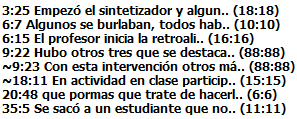 3:25 Empezó el sintetizador y algun.. (18:18)
6:7 Algunos se burlaban, todos hab.. (10:10)
6:15 El profesor inicia la retroali.. (16:16)
9:22 Hubo otros tres que se destaca.. (88:88)
~9:23 Con esta intervención otros má.. (88:88)
~18:11 En actividad en clase particip.. (15:15)
20:48 que pormas que trate de hacerl.. (6:6)
35:5 Se sacó a un estudiante que no.. (11:11)